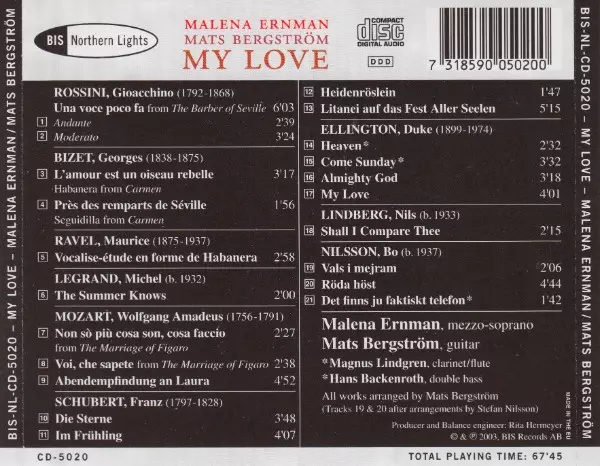 BIS Northern Lights
MALENA ERNMAN
MATS BERGSTRÖM
MY LOVE
COMPACT
disc
DIGITAL AUDIO
DDD
7 318590 050200
ROSSINI, Gioacchino (1792-1868)
Una voce poco fa from The Barber of Seville 6'03
1 Andante 2'39
2 Moderato 3'24
BIZET, Georges (1838-1875)
3 L'amour est un oiseau rebelle 3'17
Habanera from Carmen
4 Près des remparts de Séville 1'56
Seguidilla from Carmen
RAVEL, Maurice (1875-1937)
5 Vocalise-étude en forme de Habanera 2'58
LEGRAND, Michel (b. 1932)
6 The Summer Knows 2'00
MOZART, Wolfgang Amadeus (1756-1791)
7 Non sò più cosa son, cosa faccio 2'27
from The Marriage of Figaro
8 Voi, che sapete from The Marriage of Figaro 2'38
9 Abendempfindung an Laura 4'52
SCHUBERT, Franz (1797-1828)
10 Die Sterne 3'48
11 Im Frühling 4'07
12 Heidenröslein 1'47
13 Litanei auf das Fest Aller Seelen 5'15
ELLINGTON, Duke (1899-1974)
14 Heaven* 3'32
15 Come Sunday* 3'32
16 Almighty God 3'18
17 My Love 4'01
LINDBERG, Nils (b. 1933)
18 Shall I Compare Thee 2'15
NILSSON, Bo (b. 1937)
19 Vals i mejram 2'06
20 Röda höst 4'44
21 Det finns ju faktiskt telefon* 1'42
Malena Ernman, mezzo-soprano
Mats Bergström, guitar
*Magnus Lindgren, clarinet/flute
*Hans Backenroth, double bass
All works arranged by Mats Bergström
(Tracks 19 & 20 after arrangements by Stefan Nilsson)
Producer and Balance engineer: Rita Hermeyer
© & ℗ 2003, BIS Records AB
MADE IN THE EU
CD-5020
TOTAL PLAYING TIME: 67'45
BIS-NL-CD-5020 – MY LOVE – MALENA ERNMAN/MATS BERGSTRÖM
BIS-NL-CD-5020 – MY LOVE – MALENA ERNMAN/MATS BERGSTRÖM